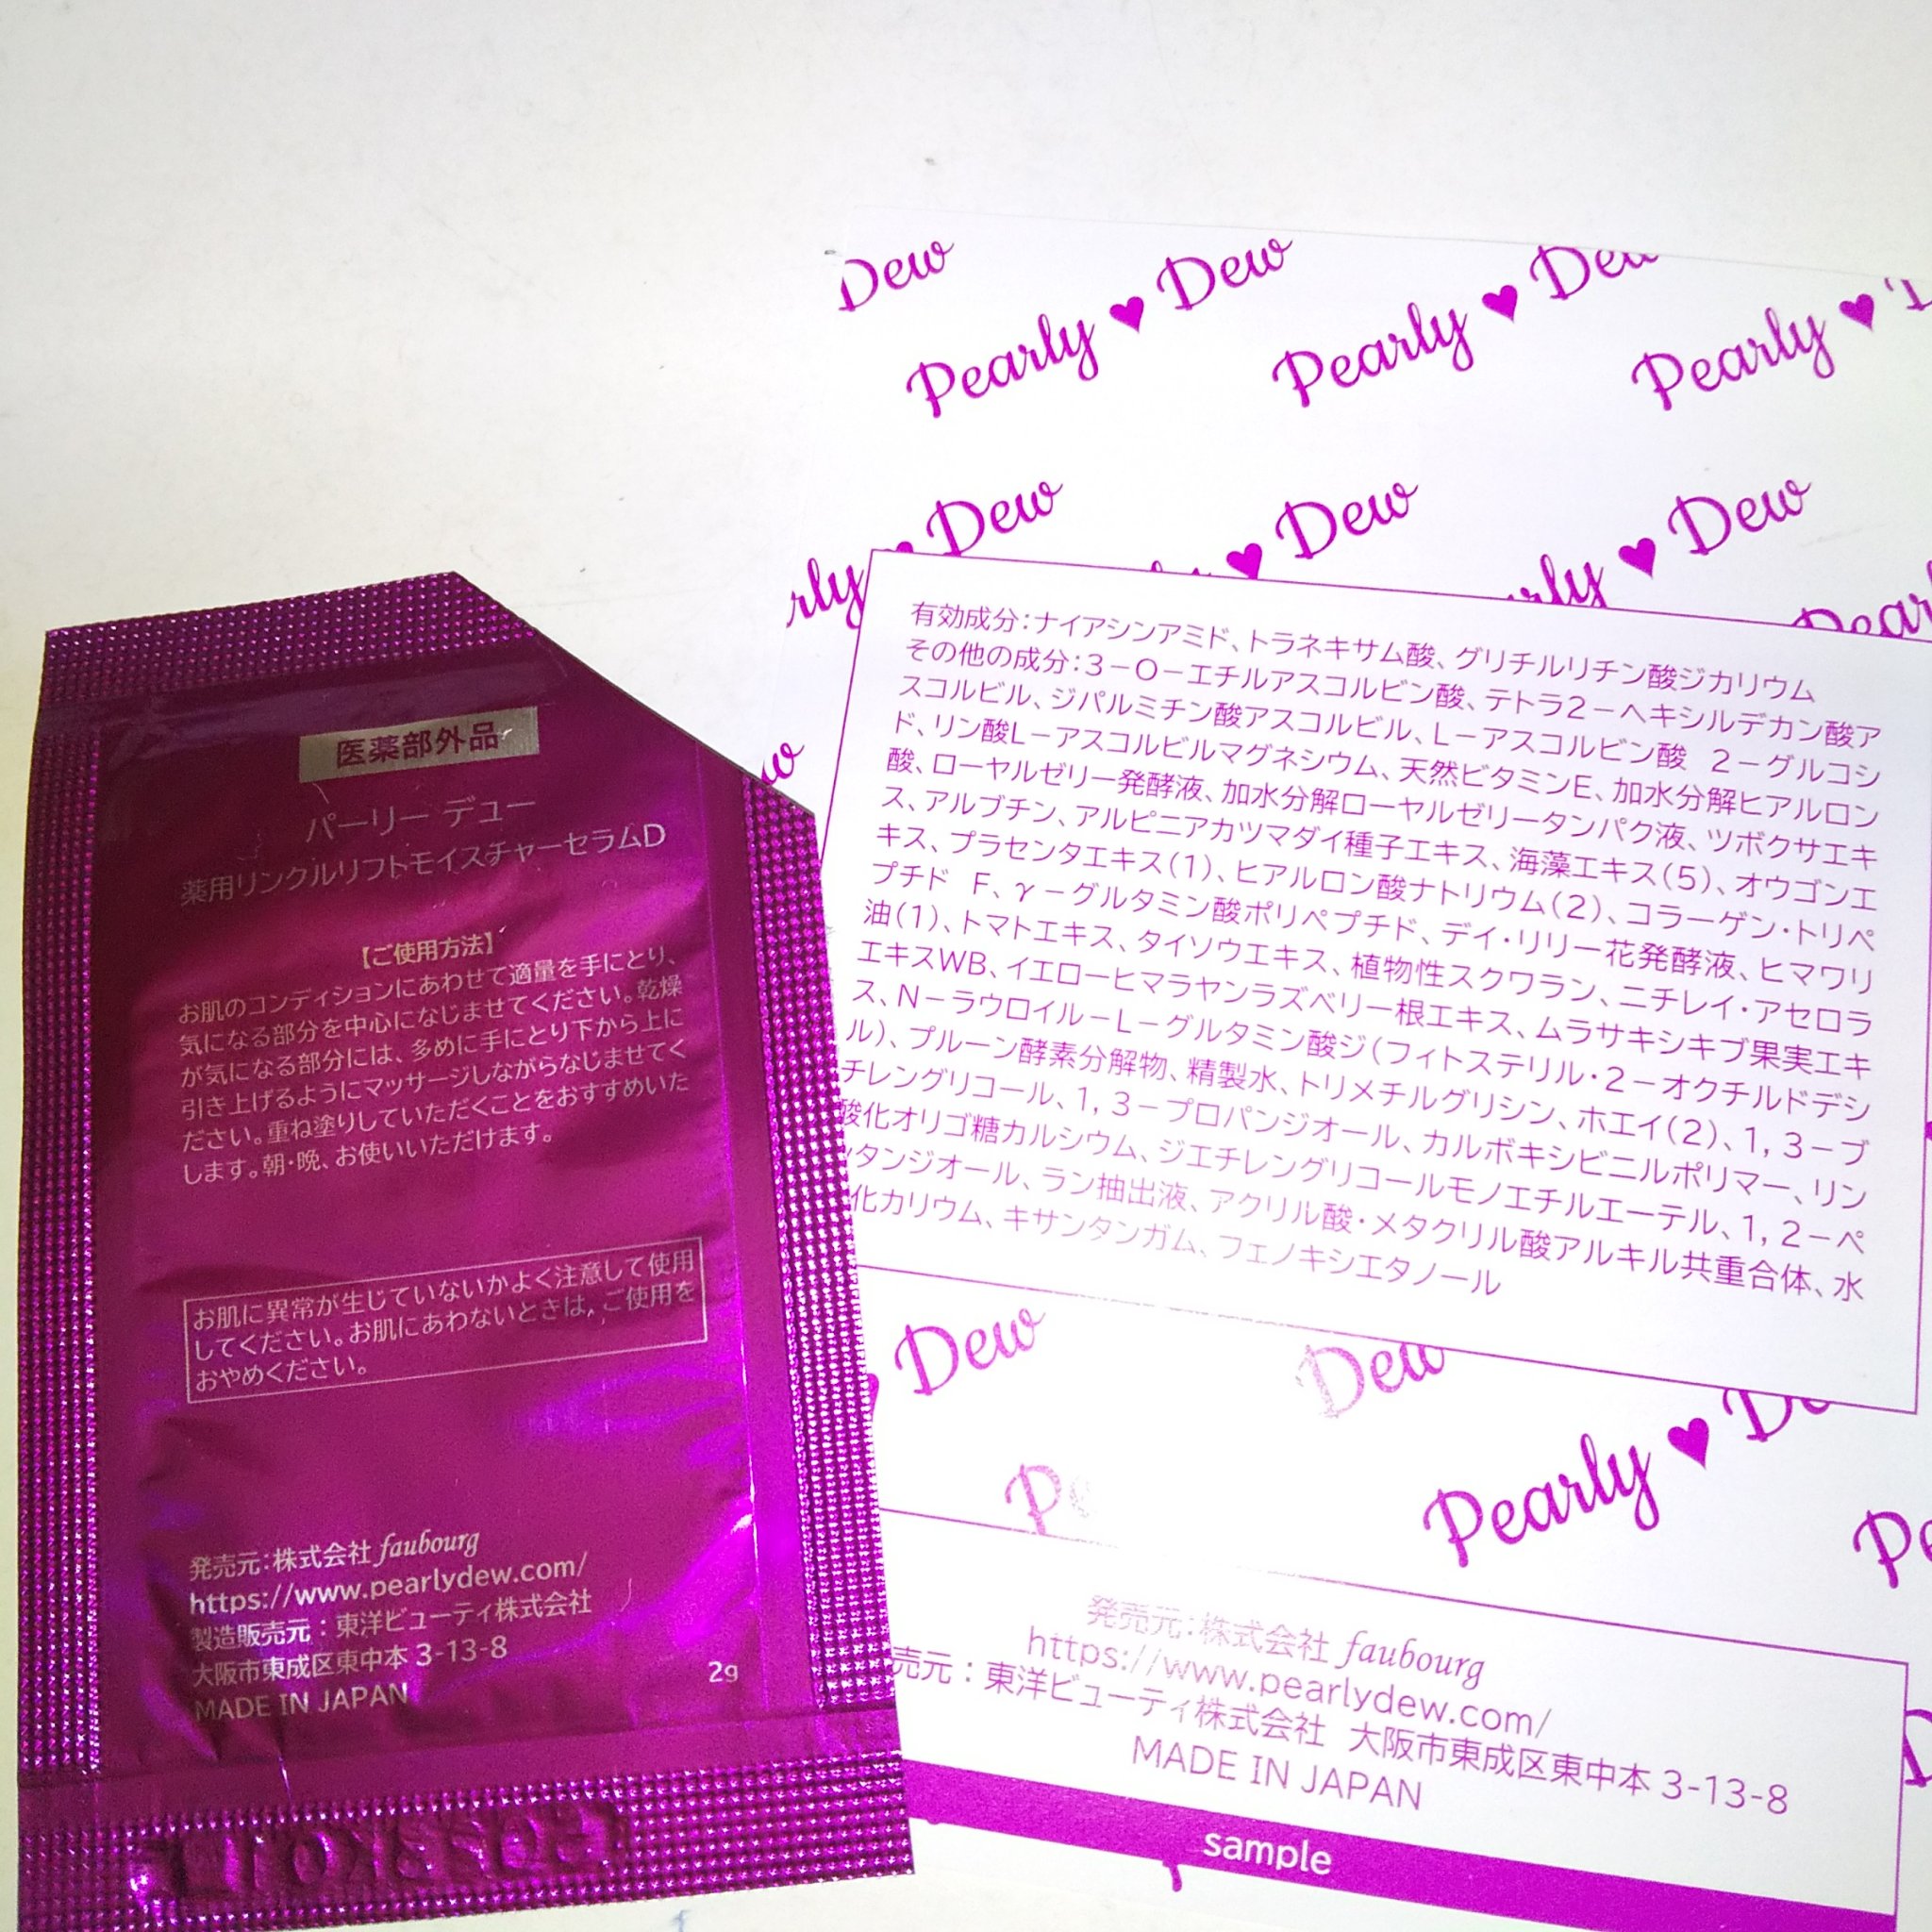 医薬部外品
パーリー デュー
薬用リンクルリフトモイスチャーセラムD
【ご使用方法】
お肌のコンディションにあわせて適量を手にとり、
気になる部分を中心になじませてください。乾燥
が気になる部分には、多めに手にとり下から上に
引き上げるようにマッサージしながらなじませてく
ださい。重ね塗りしていただくことをおすすめいた
します。朝・晩、お使いいただけます。
お肌に異常が生じていないかよく注意して使用
してください。お肌にあわないときは、ご使用を
おやめください。
発売元:株式会社 faubourg
https://www.pearlydew.com/
製造販売元：東洋ビューティ株式会社
大阪市東成区東中本 3-13-8
MADE IN JAPAN
2g
Dew
Pearly ♥ Dew
Pearly ♥ Dew
Pearly ♥
rly ♥ Dew
♥ Dew
rly ♥ Dew
Pear
有効成分:ナイアシンアミド、トラネキサム酸、グリチルリチン酸ジカリウム
その他の成分:3－O－エチルアスコルビン酸、テトラ2－ヘキシルデカン酸ア
スコルビル、ジパルミチン酸アスコルビル、L－アスコルビン酸 2－グルコシ
ド、リン酸L－アスコルビルマグネシウム、天然ビタミンE、加水分解ヒアルロン
酸、ローヤルゼリー発酵液、加水分解ローヤルゼリータンパク液、ツボクサエキ
ス、アルブチン、アルピニアカツマダイ種子エキス、海藻エキス(5)、オウゴンエ
キス、プラセンタエキス(1)、ヒアルロン酸ナトリウム(2)、コラーゲン・トリペ
プチド F、γ－グルタミン酸ポリペプチド、デイ・リリー花発酵液、ヒマワリ
油(1)、トマトエキス、タイソウエキス、植物性スクワラン、ニチレイ・アセロラ
エキスWB、イエローヒマラヤンラズベリー根エキス、ムラサキシキブ果実エキ
ス、N－ラウロイル－L－グルタミン酸ジ(フィトステリル・2－オクチルドデシ
ル)、プルーン酵素分解物、精製水、トリメチルグリシン、ホエイ(2)、1,3－ブ
チレングリコール、1,3－プロパンジオール、カルボキシビニルポリマー、リン
酸化オリゴ糖カルシウム、ジエチレングリコールモノエチルエーテル、1,2－ペ
ンタンジオール、ラン抽出液、アクリル酸・メタクリル酸アルキル共重合体、水
化カリウム、キサンタンガム、フェノキシエタノール
Dew
Dew
Pearly ♥
発売元:株式会社 faubourg
https://www.pearlydew.com/
売元：東洋ビューティ株式会社 大阪市東成区東中本 3-13-8
MADE IN JAPAN
sample